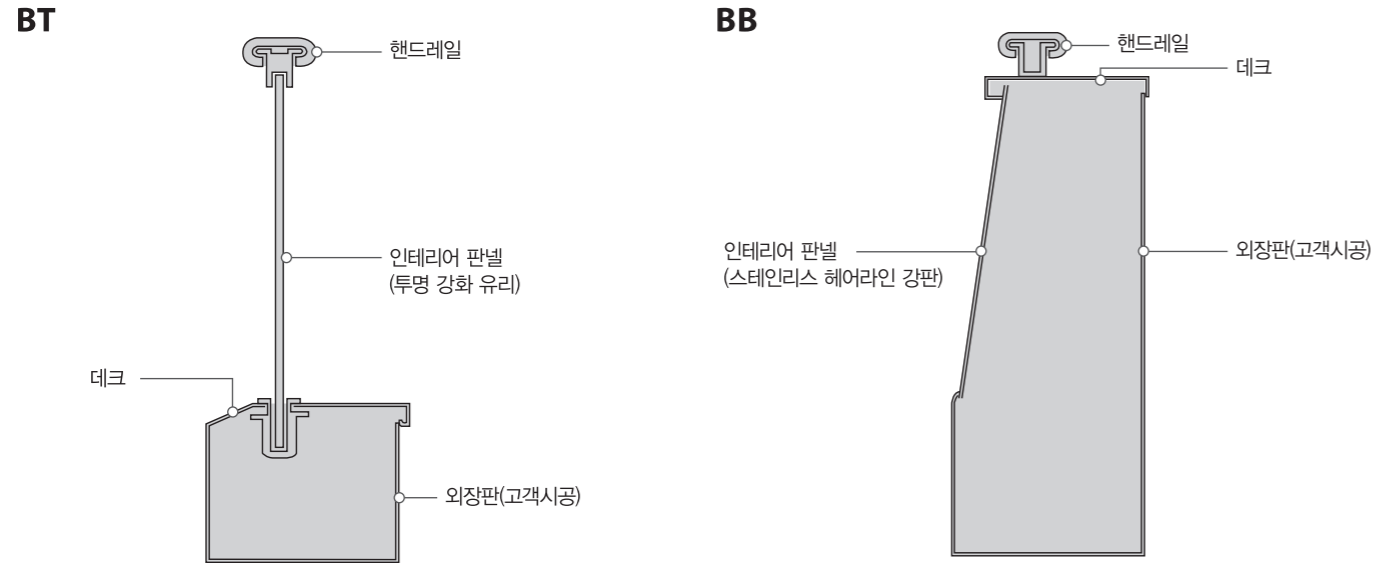 BT
핸드레일
인테리어 판넬
(투명 강화 유리)
데크
외장판(고객시공)
BB
핸드레일
데크
인테리어 판넬
(스테인리스 헤어라인 강판)
외장판(고객시공)